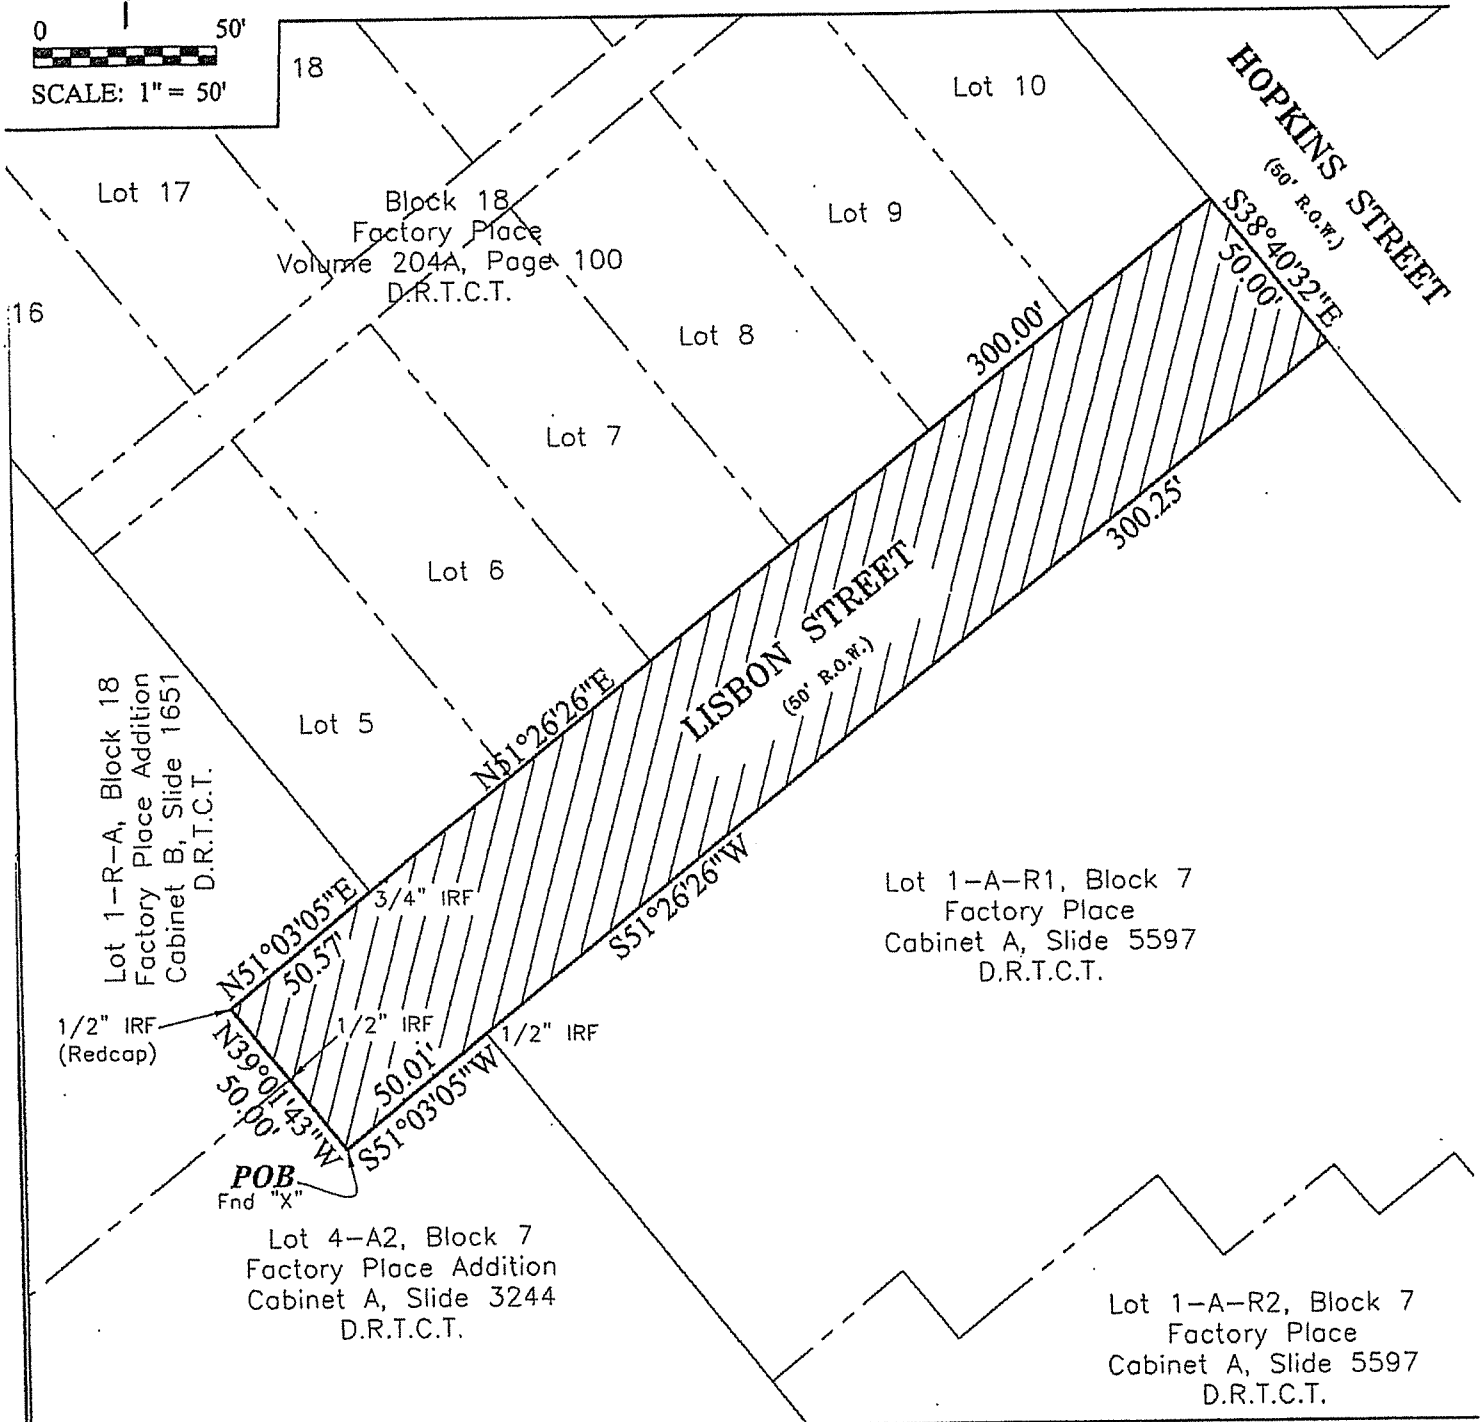 0 50'
SCALE: 1" = 50'
18
Lot 10
HOPKINS STREET
(50' R.O.W.)
Lot 17
Block 18
Factory Place
Volume 204A, Page 100
D.R.T.C.T.
Lot 9
S38°40'32"E
50.00'
16
Lot 8
300.00'
Lot 7
300.25'
Lot 6
LISBON STREET
(50' R.O.W.)
Lot 5
N51°26'26"E
Lot 1-R-A, Block 18
Factory Place Addition
Cabinet B, Slide 1651
D.R.T.C.T.
S51°26'26"W
Lot 1-A-R1, Block 7
Factory Place
Cabinet A, Slide 5597
D.R.T.C.T.
3/4" IRF
N51°03'05"E
50.57'
1/2" IRF
(Redcap)
1/2" IRF
1/2" IRF
N39°01'43"W
50.00'
50.01'
S51°03'05"W
POB
Fnd "X"
Lot 4-A2, Block 7
Factory Place Addition
Cabinet A, Slide 3244
D.R.T.C.T.
Lot 1-A-R2, Block 7
Factory Place
Cabinet A, Slide 5597
D.R.T.C.T.